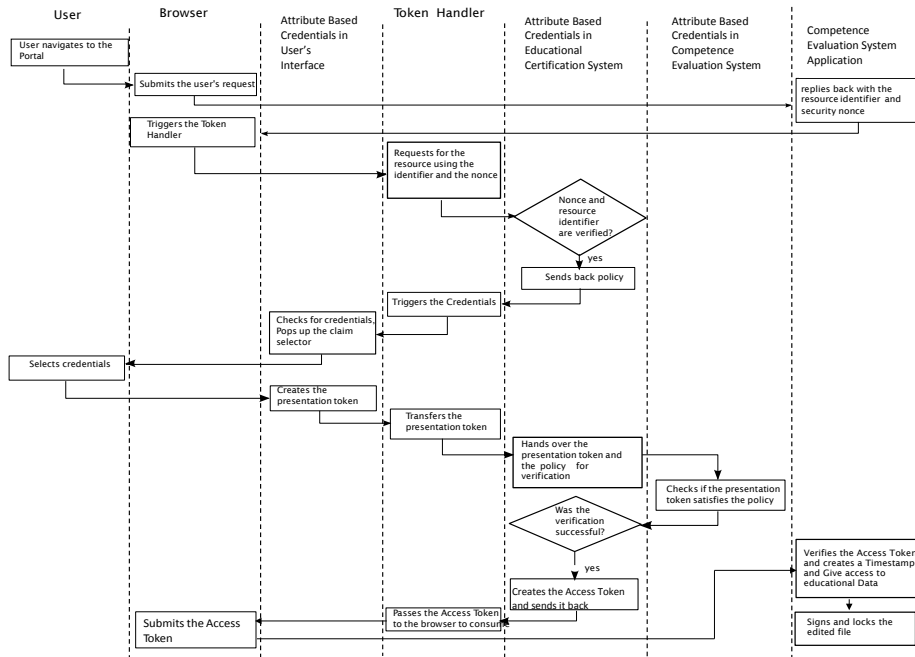 User
Browser
Attribute Based
Credentials in
User's
Interface
Token Handler
Attribute Based
Credentials in
Educational
Certification System
Attribute Based
Credentials in
Competence
Evaluation System
Competence
Evaluation System
Application
User navigates to the
Portal
Submits the user's request
replies back with the
resource identifier and
security nonce
Triggers the Token
Handler
Requests for the
resource using the
identifier and the nonce
Nonce and
resource
identifier
are verified?
yes
Sends back policy
Triggers the Credentials
Checks for credentials,
Pops up the claim
selector
Selects credentials
Creates the
presentation token
Transfers the
presentation token
Hands over the
presentation token and
the policy for
verification
Checks if the presentation
token satisfies the policy
Was the
verification
successful?
yes
Creates the Access Token
and sends it back
Passes the Access Token
to the browser to consume
Submits the Access
Token
Verifies the Access Token
and creates a Timestamp
and Give access to
educational Data
Signs and locks the
edited file